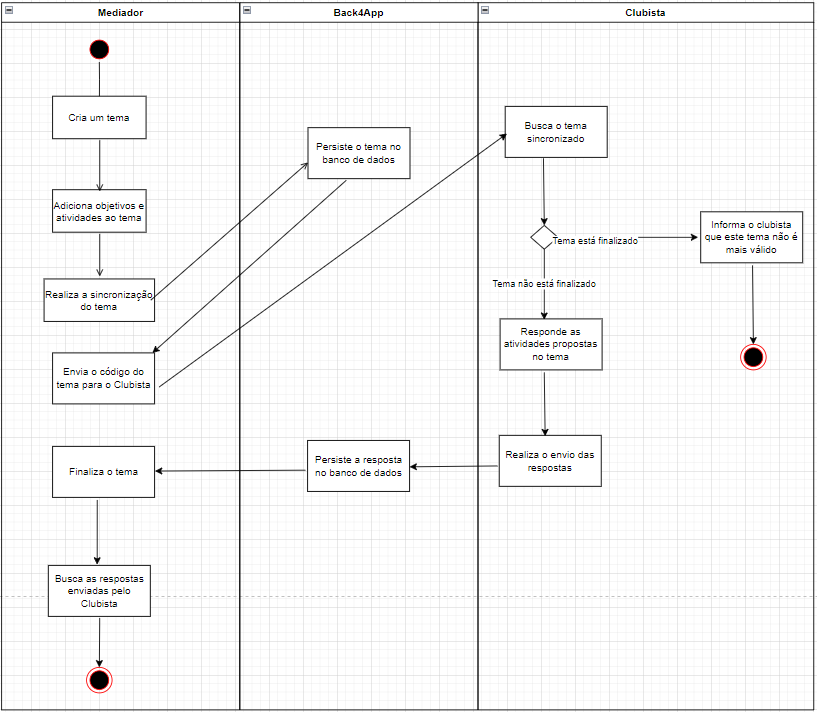 Mediador
Back4App
Clubista
Cria um tema
Adiciona objetivos e
atividades ao tema
Realiza a sincronização
do tema
Persiste o tema no
banco de dados
Envia o código do
tema para o Clubista
Busca o tema
sincronizado
Tema está finalizado
Informa o clubista
que este tema não é
mais válido
Tema não está finalizado
Responde as
atividades propostas
no tema
Realiza o envio das
respostas
Persiste a resposta
no banco de dados
Finaliza o tema
Busca as respostas
enviadas pelo
Clubista